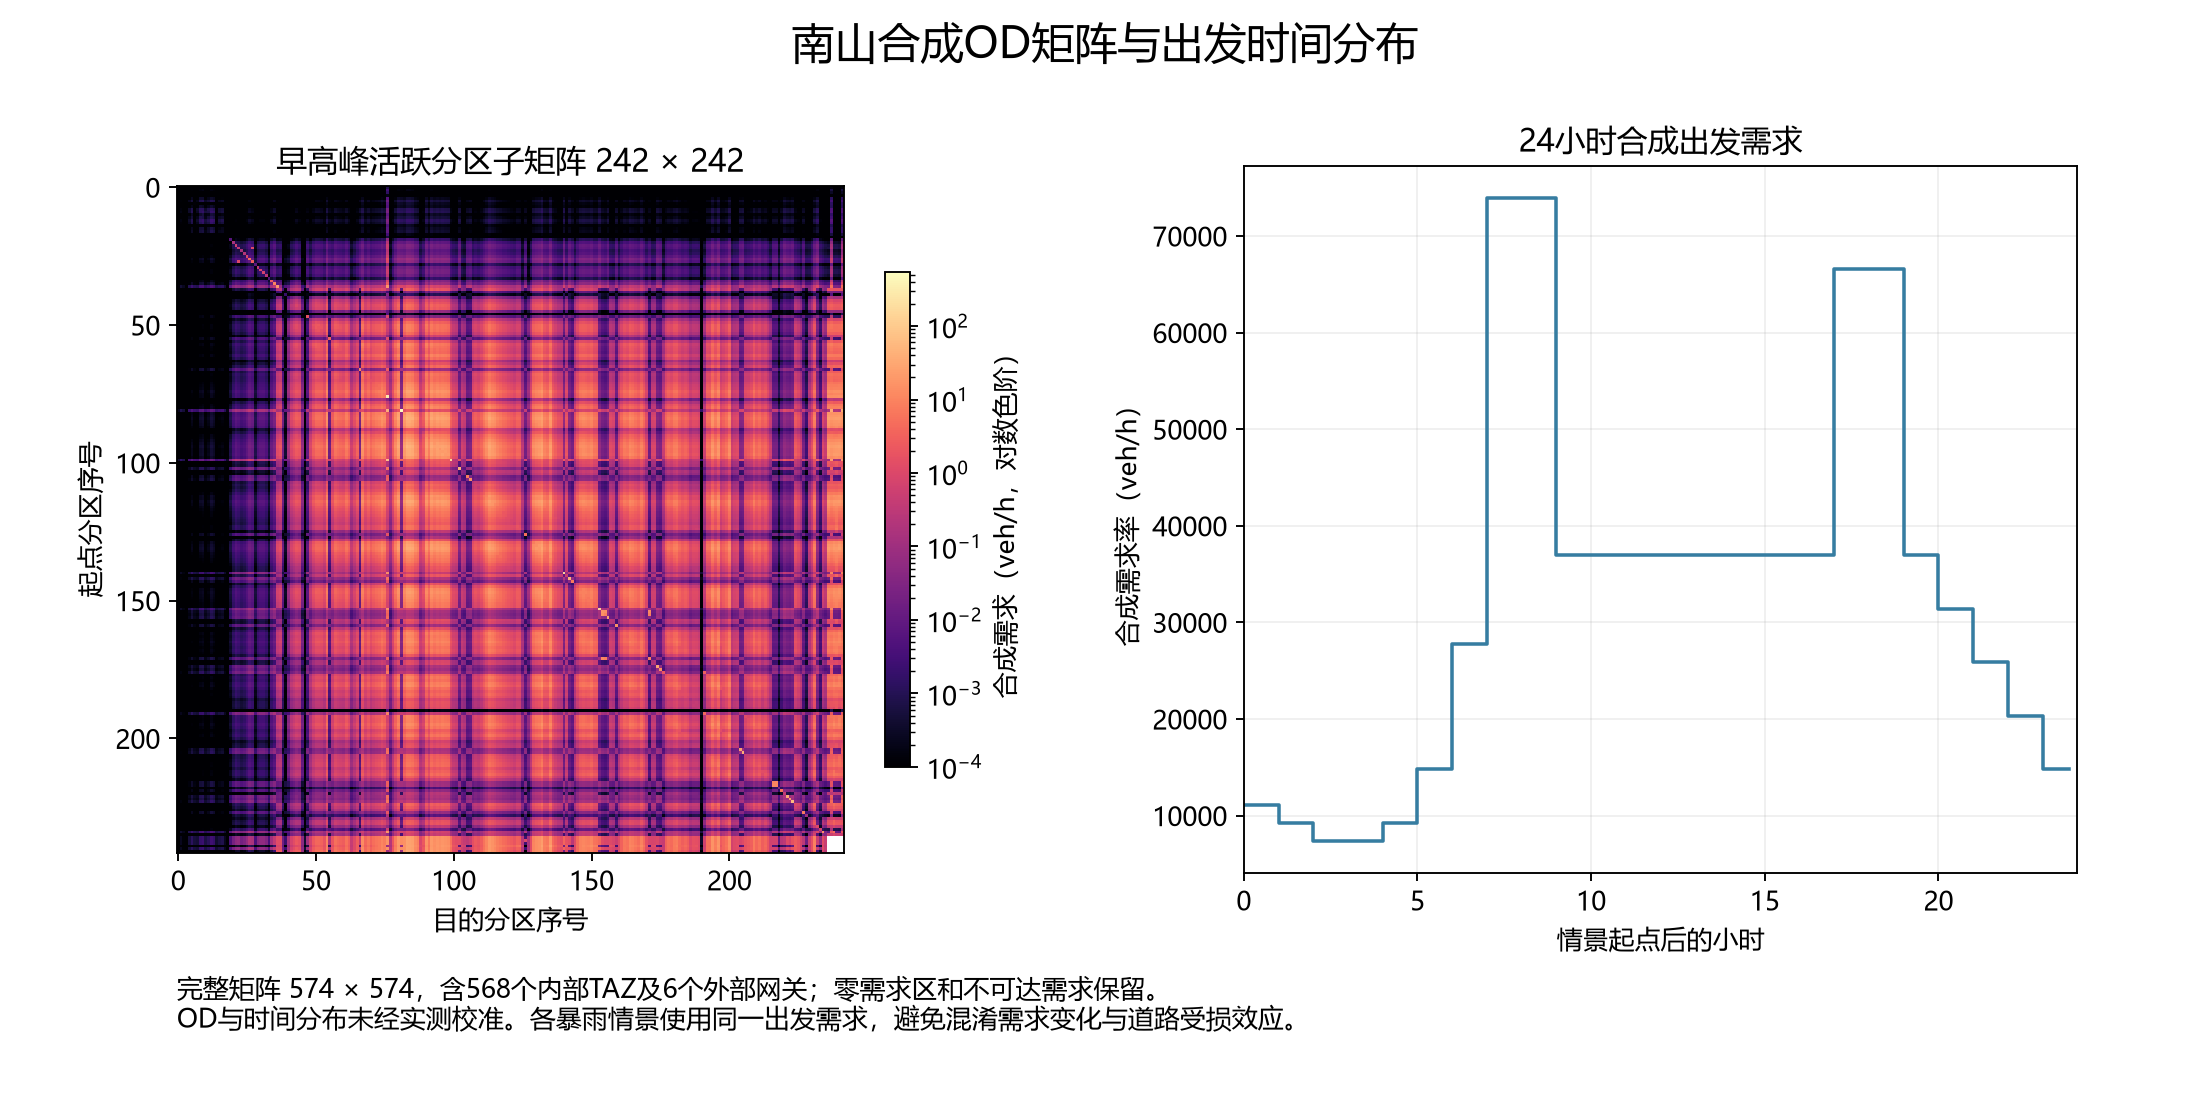 南山合成OD矩阵与出发时间分布
早高峰活跃分区子矩阵 242 × 242
0
50
100
150
200
起点分区序号
0
50
100
150
200
目的分区序号
10²
10¹
10⁰
10⁻¹
10⁻²
10⁻³
10⁻⁴
合成需求（veh/h，对数色阶）
24小时合成出发需求
70000
60000
50000
40000
30000
20000
10000
合成需求率（veh/h）
0
5
10
15
20
情景起点后的小时
完整矩阵 574 × 574，含568个内部TAZ及6个外部网关；零需求区和不可达需求保留。
OD与时间分布未经实测校准。各暴雨情景使用同一出发需求，避免混淆需求变化与道路受损效应。